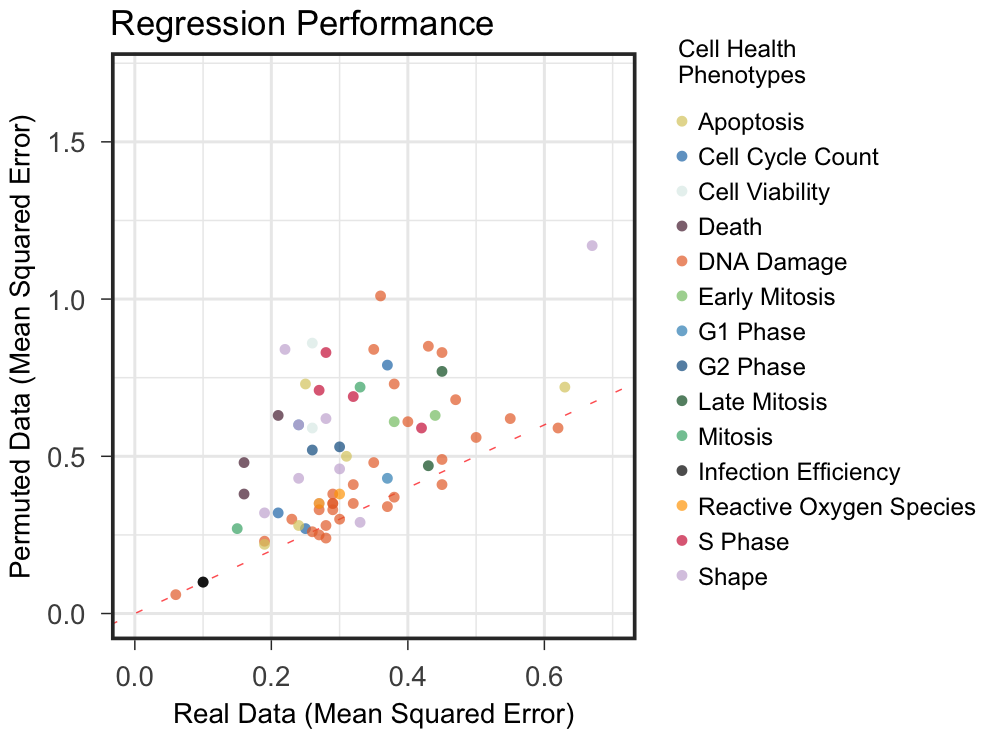 Regression Performance
Permuted Data (Mean Squared Error)
1.5
1.0
0.5
0.0
0.0 0.2 0.4 0.6
Real Data (Mean Squared Error)
Cell Health
Phenotypes
Apoptosis
Cell Cycle Count
Cell Viability
Death
DNA Damage
Early Mitosis
G1 Phase
G2 Phase
Late Mitosis
Mitosis
Infection Efficiency
Reactive Oxygen Species
S Phase
Shape